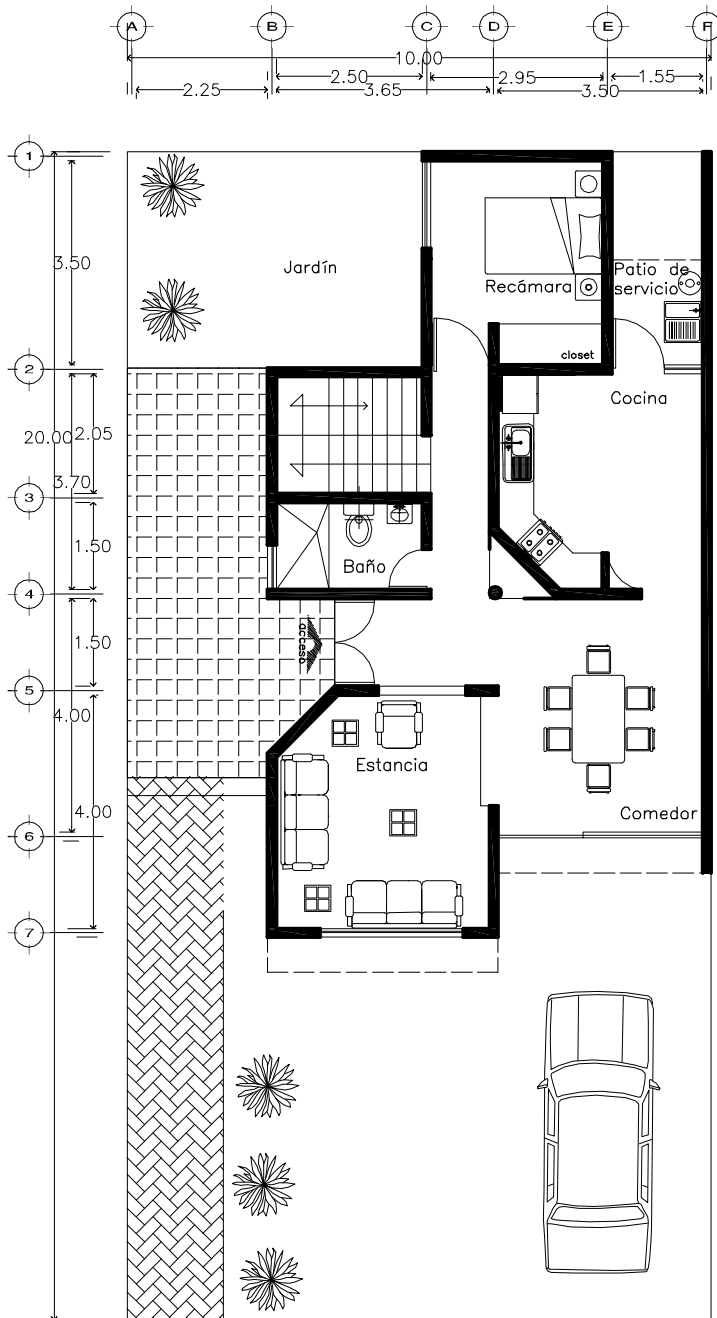 A B C D E F
10.00
2.50 2.95 1.55
2.25 3.65 3.50
1
3.50
Jardín
Patio de
servicio
Recámara
closet
2
Cocina
20.00 2.05
3.70
3
1.50
Baño
4
acceso
1.50
5
4.00
Estancia
4.00
Comedor
6
7